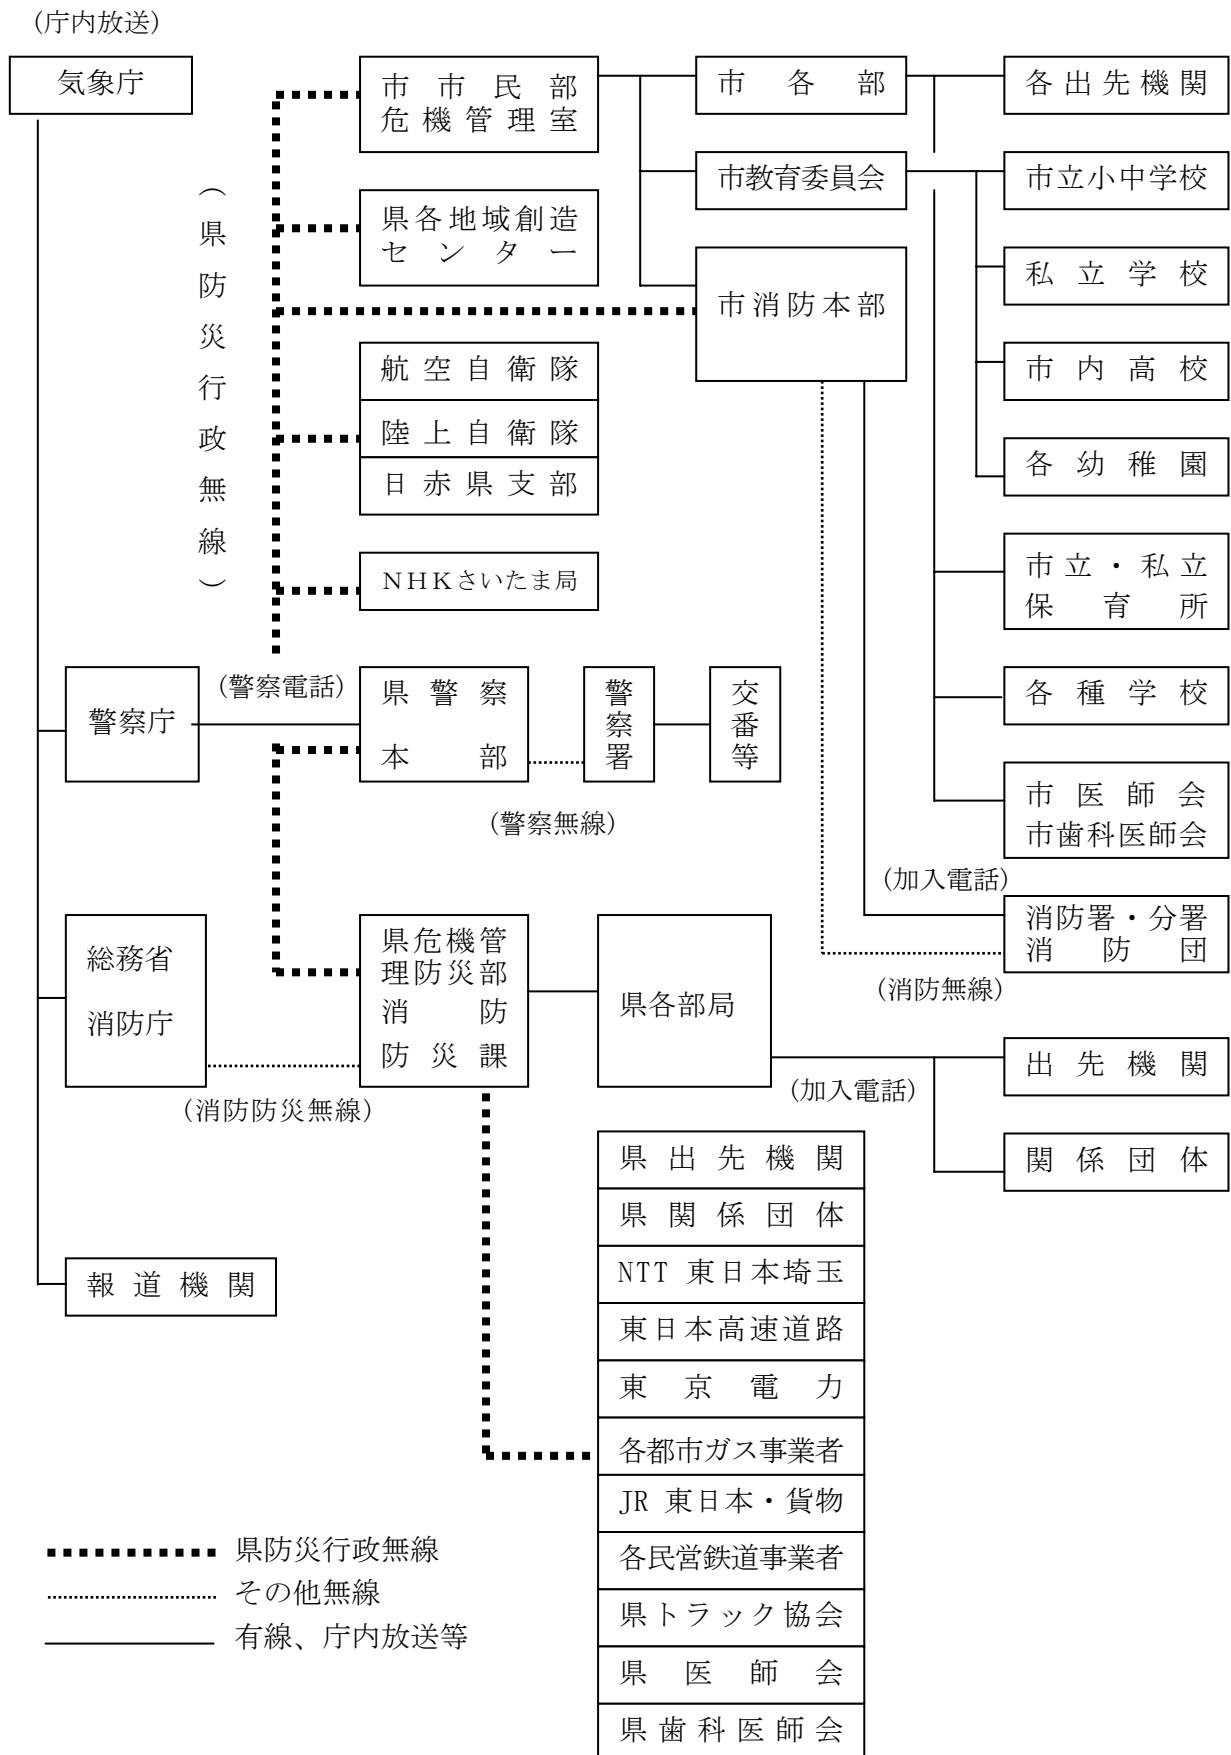 (庁内放送)
気象庁
市市民部
危機管理室
市各部
各出先機関
市教育委員会
市立小中学校
(県防災行政無線)
県各地域創造
センター
私立学校
市消防本部
航空自衛隊
市内高校
陸上自衛隊
日赤県支部
各幼稚園
NHKさいたま局
市立・私立
保育所
(警察電話)
警察庁
県警察
本部
警察署
交番等
各種学校
(警察無線)
市医師会
市歯科医師会
(加入電話)
消防署・分署
消防団
(消防無線)
総務省
消防庁
県危機管
理防災部
消防
防災課
県各部局
(消防防災無線)
(加入電話)
出先機関
関係団体
県出先機関
県関係団体
NTT 東日本埼玉
東日本高速道路
東京電力
各都市ガス事業者
JR 東日本・貨物
各民営鉄道事業者
県トラック協会
県医師会
県歯科医師会
報道機関
県防災行政無線
その他無線
有線、庁内放送等